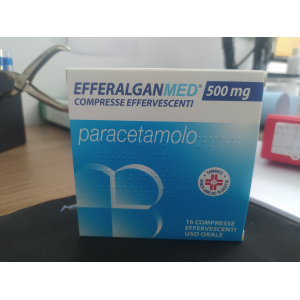 EFFERALGANMED® 500 mg
COMPRESSE EFFERVESCENTI
paracetamolo
16 COMPRESSE
EFFERVESCENTI
USO ORALE